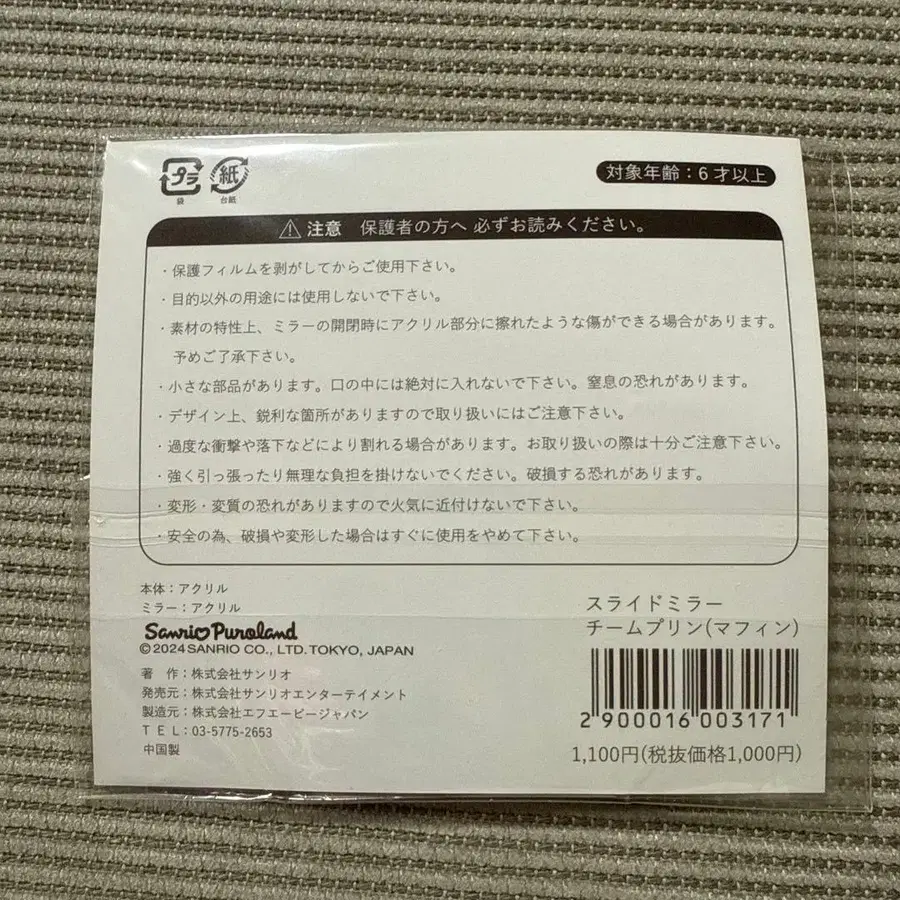 プラ
袋
紙
台紙
対象年齢：6才以上
注意　保護者の方へ 必ずお読みください。
・保護フィルムを剥がしてからご使用下さい。
・目的以外の用途には使用しないで下さい。
・素材の特性上、ミラーの開閉時にアクリル部分に擦れたような傷ができる場合があります。
予めご了承下さい。
・小さな部品があります。口の中には絶対に入れないで下さい。窒息の恐れがあります。
・デザイン上、鋭利な箇所がありますので取り扱いにはご注意下さい。
・過度な衝撃や落下などにより割れる場合があります。お取り扱いの際は十分ご注意下さい。
・強く引っ張ったり無理な負担を掛けないでください。破損する恐れがあります。
・変形・変質の恐れがありますので火気に近付けないで下さい。
・安全の為、破損や変形した場合はすぐに使用をやめて下さい。
本体：アクリル
ミラー：アクリル
Sanrio Puroland
©2024 SANRIO CO., LTD. TOKYO, JAPAN
著　作：株式会社サンリオ
発売元：株式会社サンリオエンターテイメント
製造元：株式会社エフエービージャパン
ＴＥＬ：03-5775-2653
中国製
スライドミラー
チームプリン(マフィン)
2900016003171
1,100円(税抜価格1,000円)